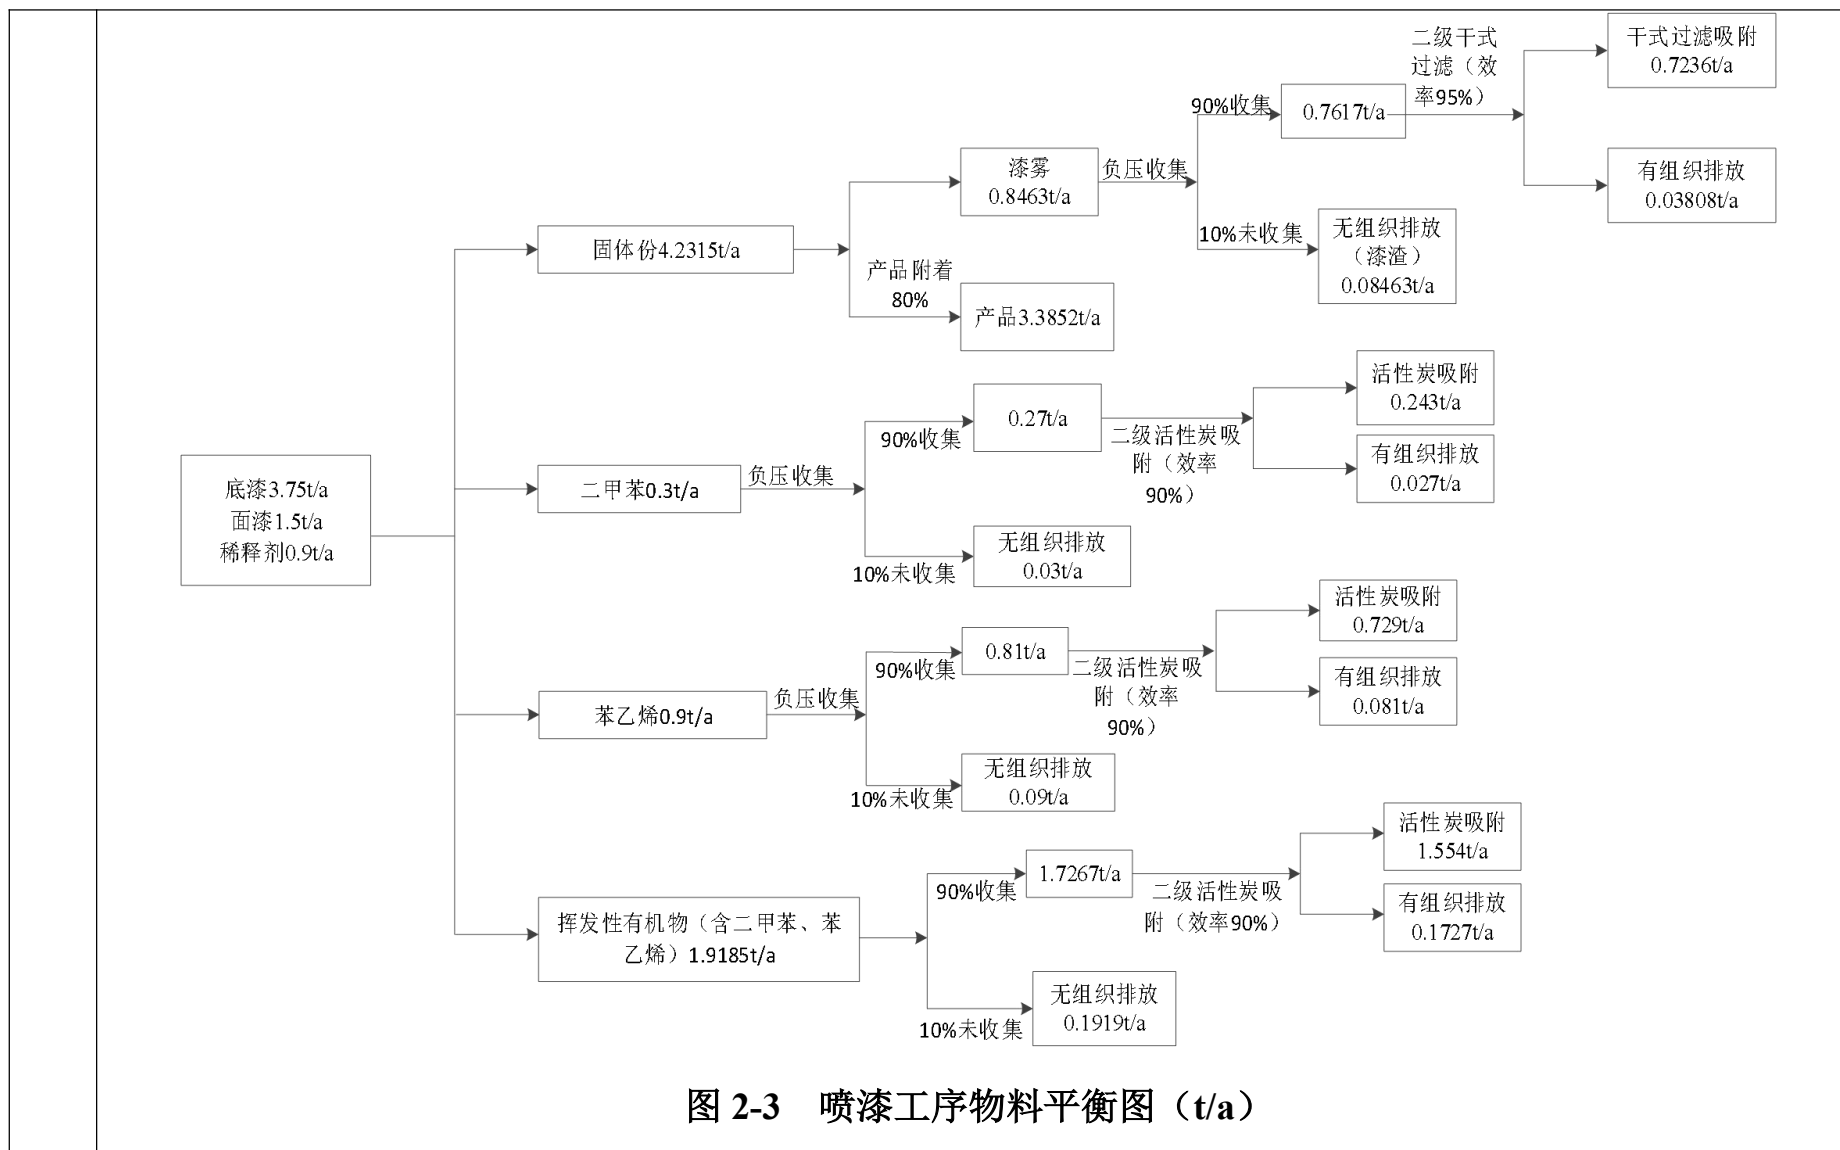 二级干式
过滤（效
率95%）
干式过滤吸附
0.7236t/a
90%收集
0.7617t/a
有组织排放
0.03808t/a
漆雾
0.8463t/a
负压收集
10%未收集
无组织排放
（漆渣）
0.08463t/a
固体份4.2315t/a
产品附着
80%
产品3.3852t/a
底漆3.75t/a
面漆1.5t/a
稀释剂0.9t/a
二甲苯0.3t/a
负压收集
90%收集
0.27t/a
二级活性炭吸
附（效率
90%）
活性炭吸附
0.243t/a
有组织排放
0.027t/a
10%未收集
无组织排放
0.03t/a
苯乙烯0.9t/a
负压收集
90%收集
0.81t/a
二级活性炭吸
附（效率
90%）
活性炭吸附
0.729t/a
有组织排放
0.081t/a
10%未收集
无组织排放
0.09t/a
挥发性有机物（含二甲苯、苯
乙烯）1.9185t/a
90%收集
1.7267t/a
二级活性炭吸
附（效率90%）
活性炭吸附
1.554t/a
有组织排放
0.1727t/a
10%未收集
无组织排放
0.1919t/a
图 2-3 喷漆工序物料平衡图（t/a）